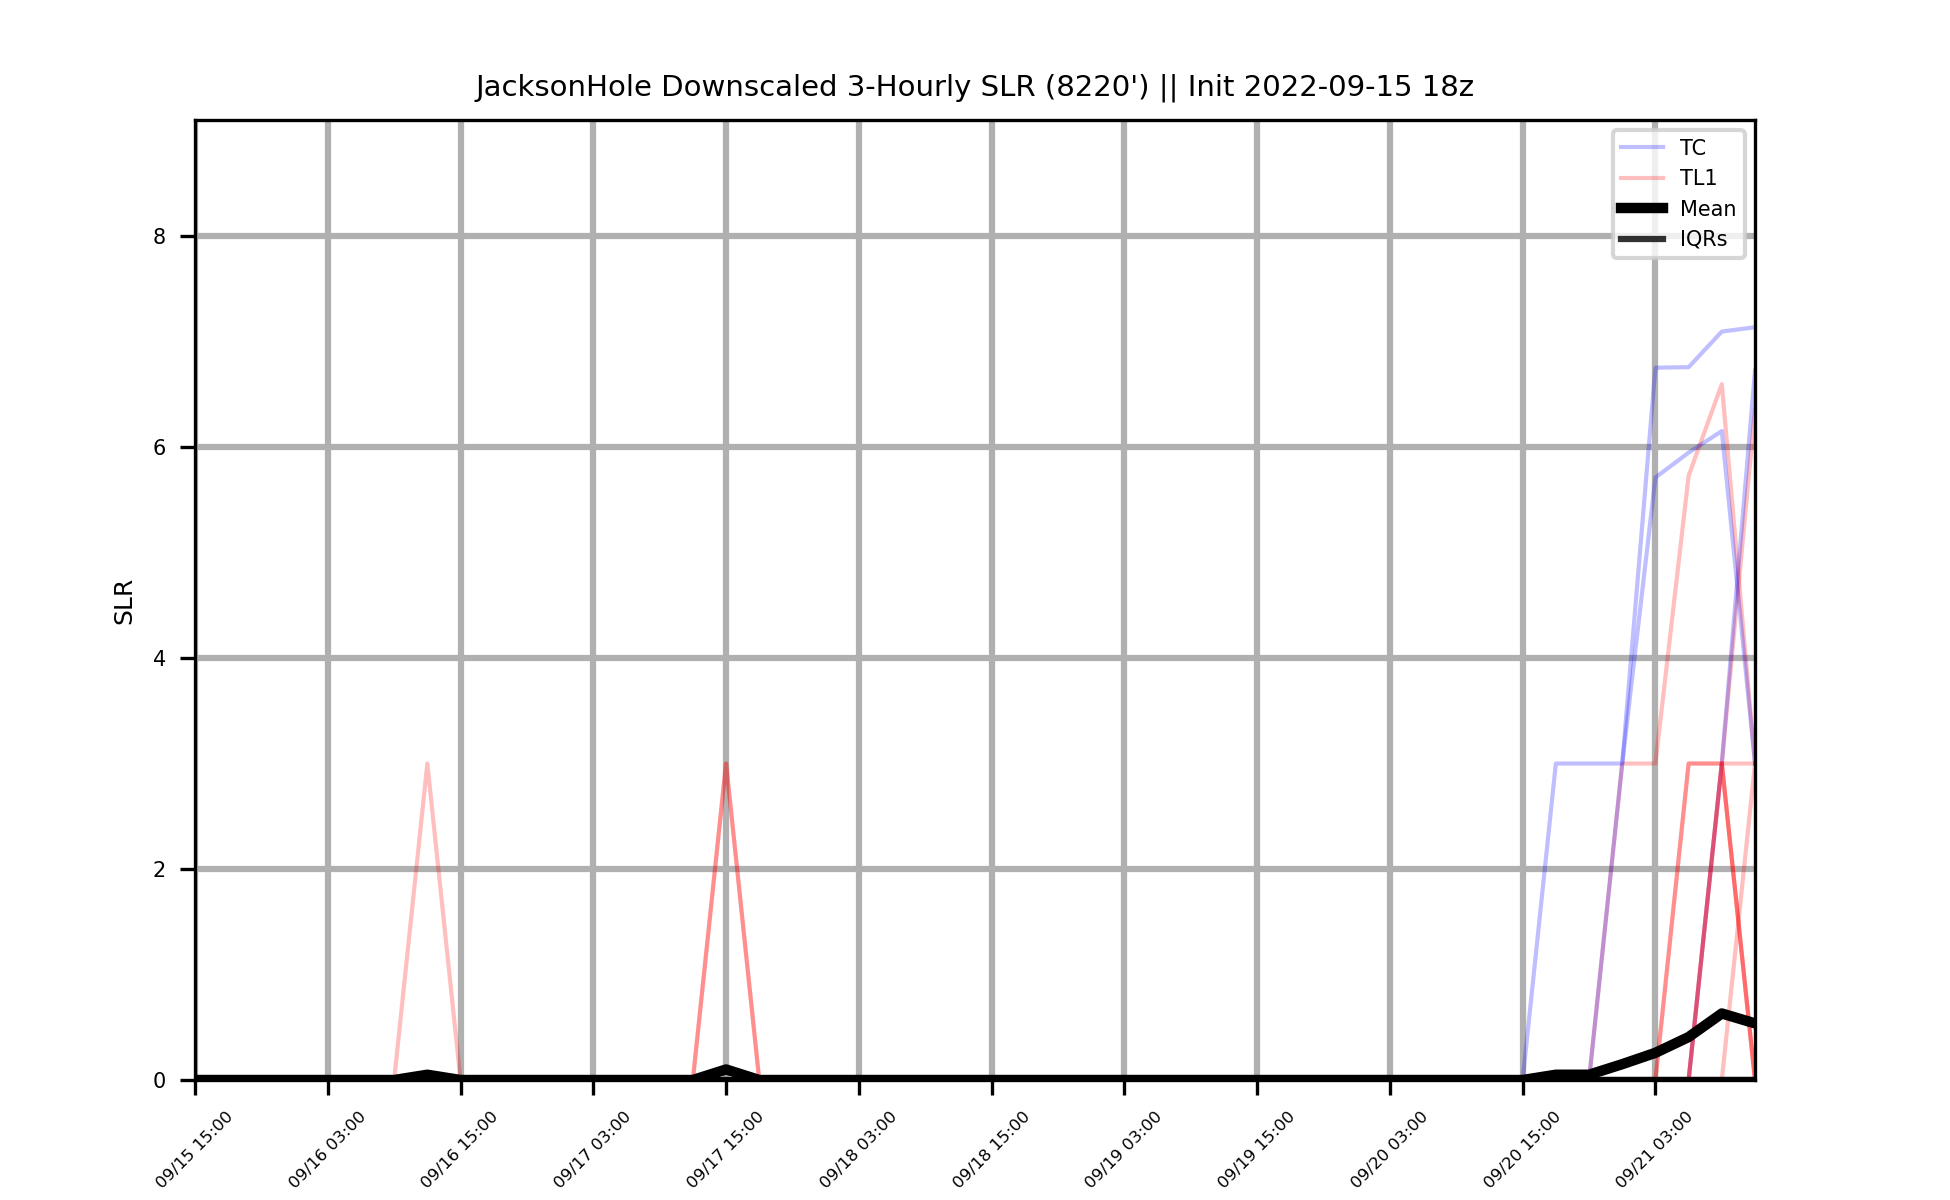 JacksonHole Downscaled 3-Hourly SLR (8220') || Init 2022-09-15 18z
TC
TL1
Mean
IQRs
SLR
8
6
4
2
0
09/15 15:00
09/16 03:00
09/16 15:00
09/17 03:00
09/17 15:00
09/18 03:00
09/18 15:00
09/19 03:00
09/19 15:00
09/20 03:00
09/20 15:00
09/21 03:00